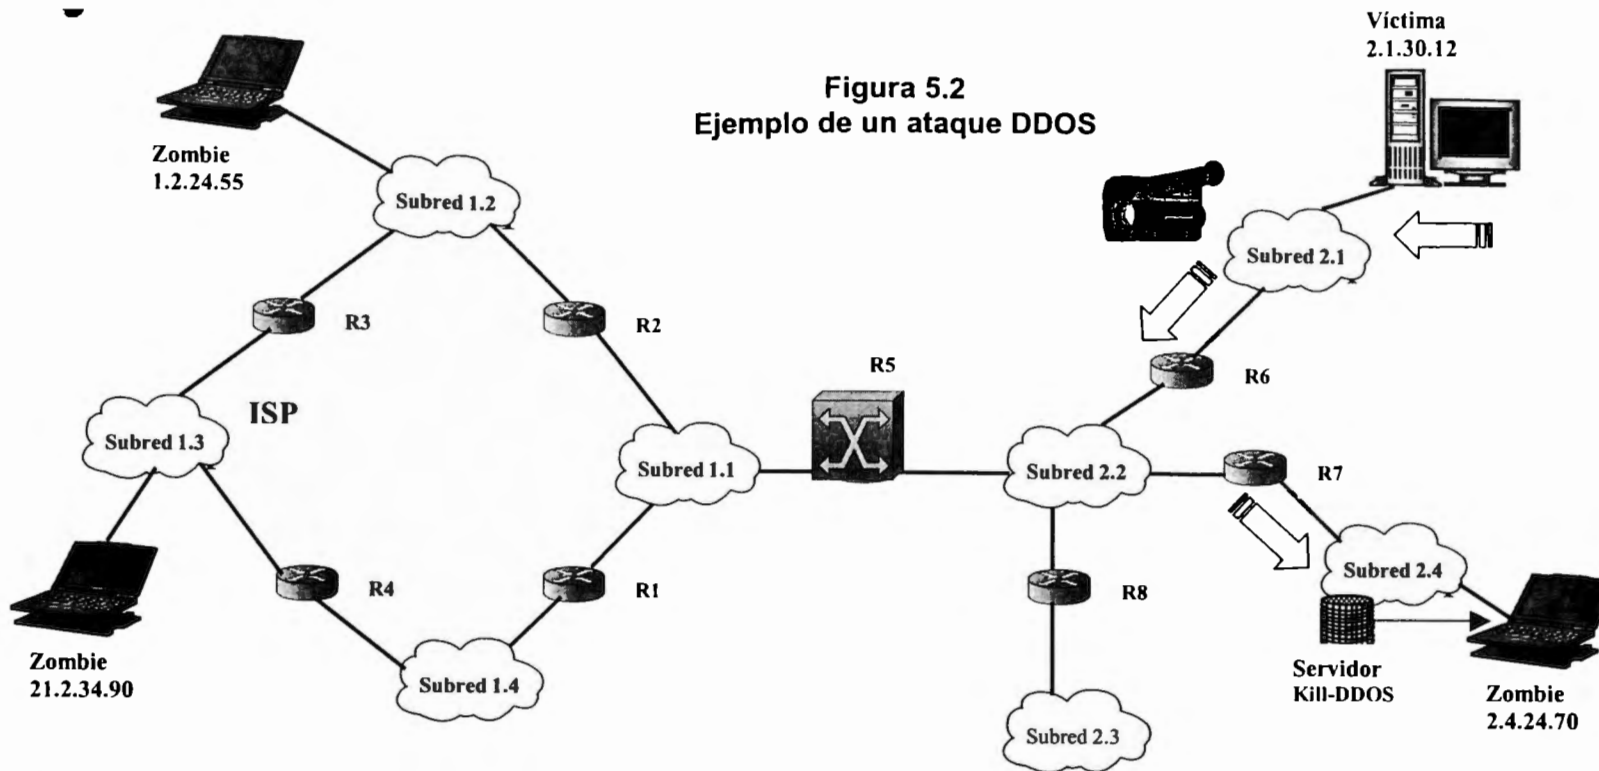 Víctima
2.1.30.12
Figura 5.2
Ejemplo de un ataque DDOS
Zombie
1.2.24.55
Subred 1.2
Subred 2.1
R3
R2
R5
R6
ISP
Subred 1.3
Subred 1.1
Subred 2.2
R7
R4
R1
R8
Subred 2.4
Zombie
21.2.34.90
Subred 1.4
Servidor
Kill-DDOS
Zombie
2.4.24.70
Subred 2.3